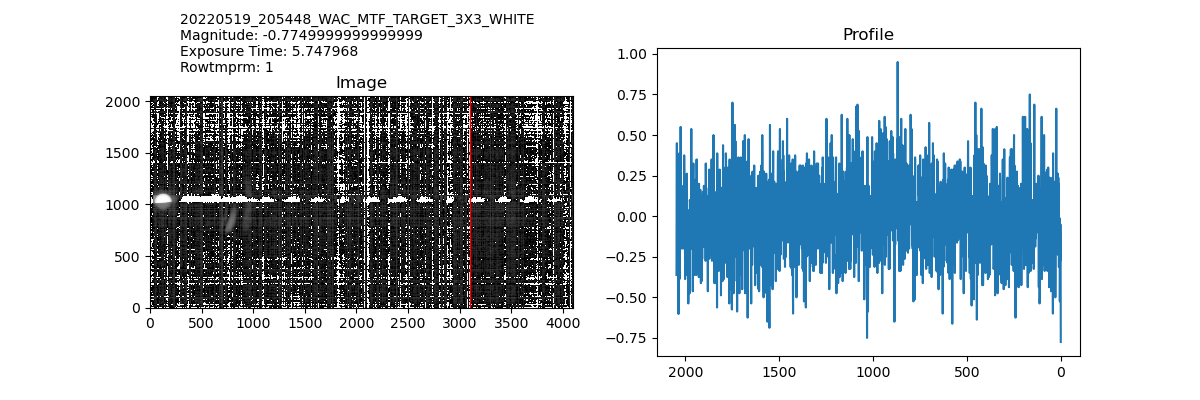 20220519_205448_WAC_MTF_TARGET_3X3_WHITE
Magnitude: -0.7749999999999999
Exposure Time: 5.747968
Rowtmprm: 1
Image
2000
1500
1000
500
0
0 500 1000 1500 2000 2500 3000 3500 4000
Profile
1.00
0.75
0.50
0.25
0.00
−0.25
−0.50
−0.75
2000 1500 1000 500 0